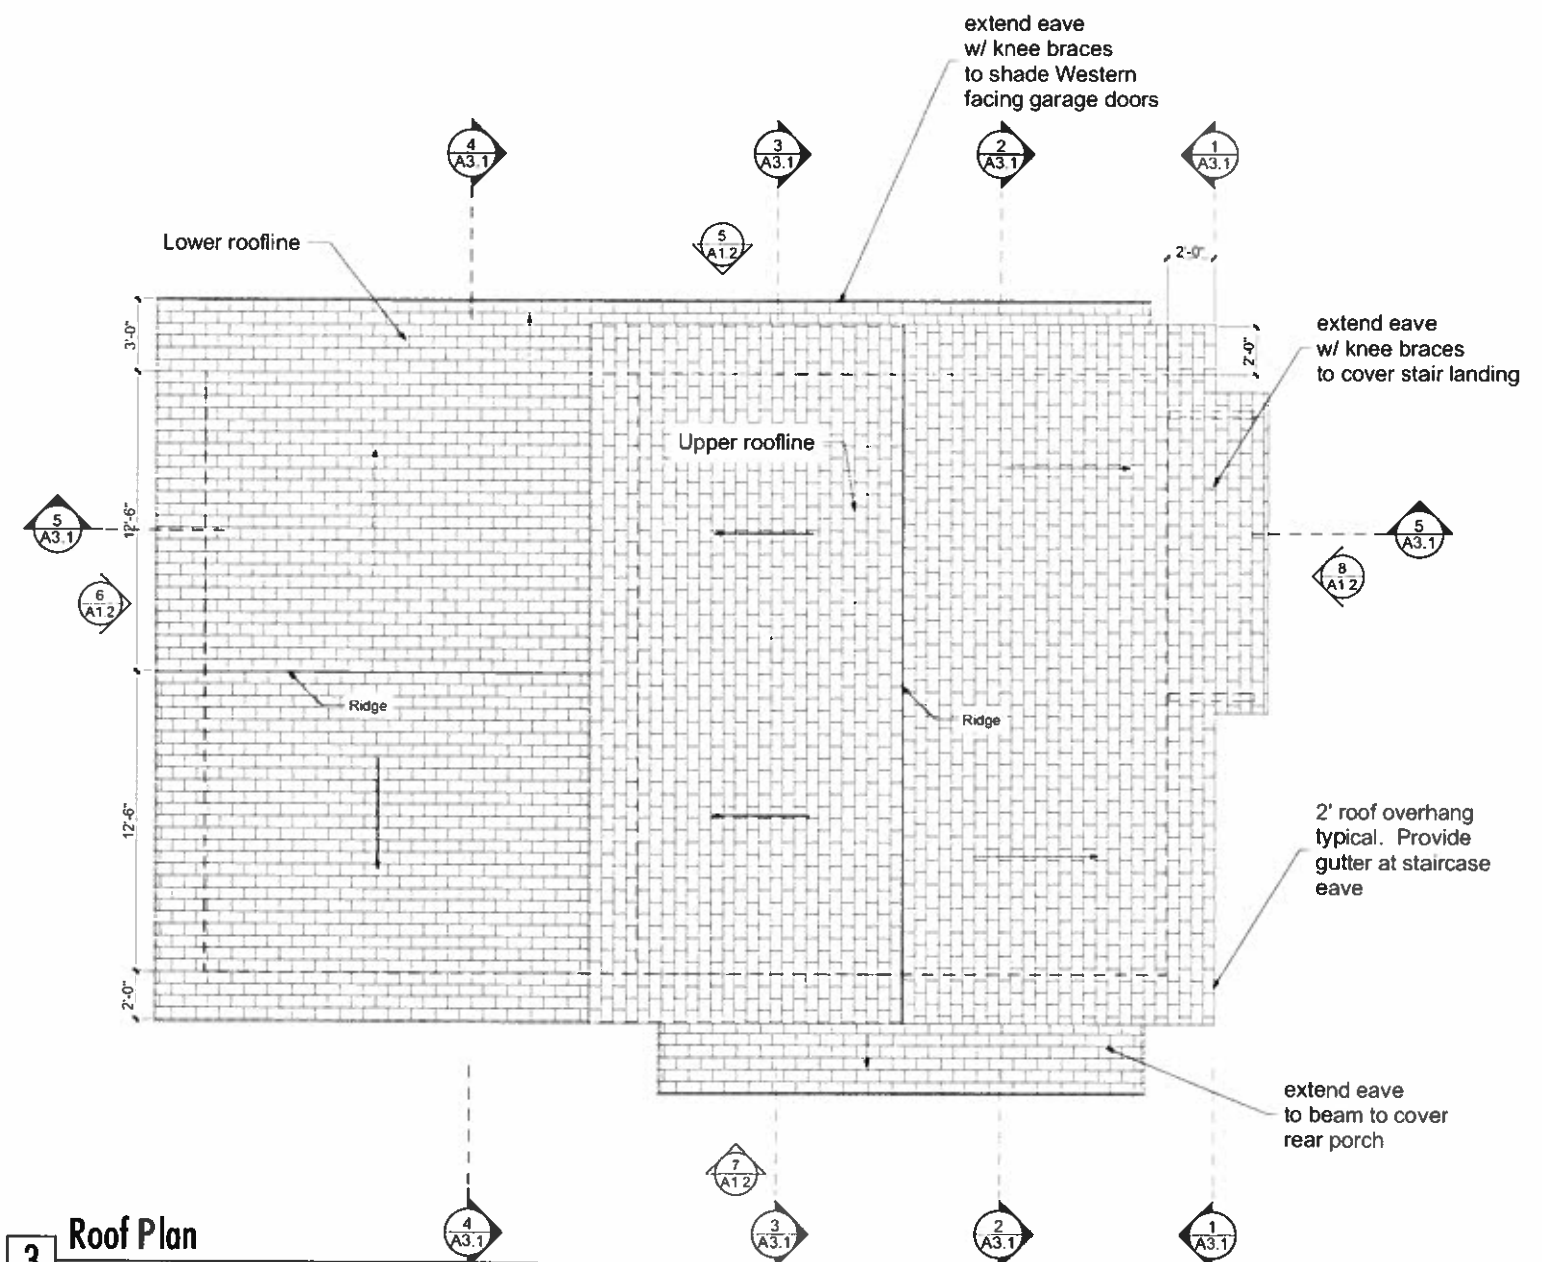 extend eave
w/ knee braces
to shade Western
facing garage doors
4
A3.1
3
A3.1
2
A3.1
1
A3.1
5
A1.2
Lower roofline
2'-0"
3'-0"
2'-0"
extend eave
w/ knee braces
to cover stair landing
Upper roofline
12'-6"
5
A3.1
5
A3.1
6
A1.2
8
A1.2
Ridge
Ridge
12'-6"
2' roof overhang
typical. Provide
gutter at staircase
eave
2'-0"
extend eave
to beam to cover
rear porch
7
A1.2
4
A3.1
3
A3.1
2
A3.1
1
A3.1
3
Roof Plan